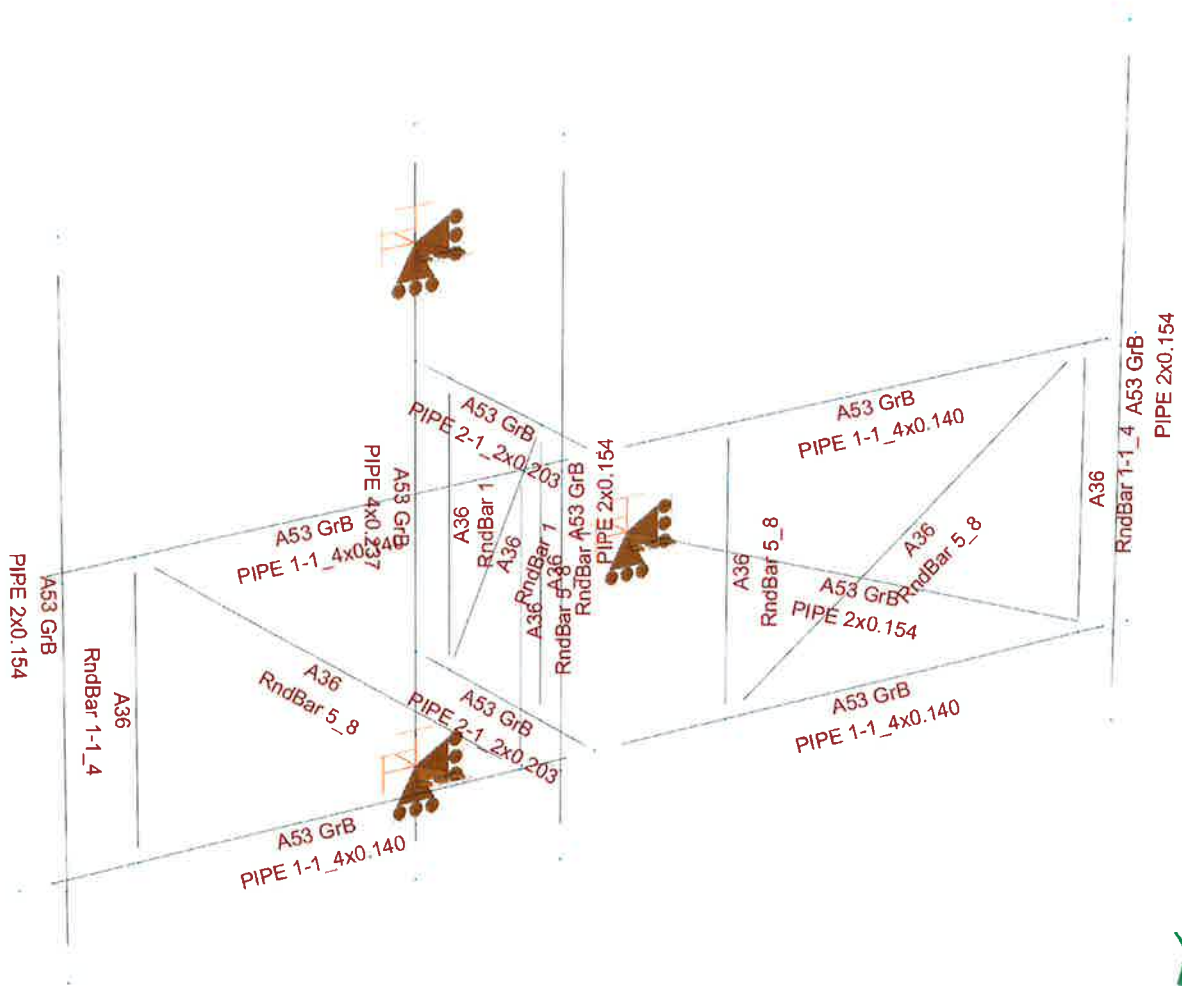 A53 GrB
PIPE 2x0.154
A53 GrB
PIPE 1-1_4x0.140
A36
RndBar 1-1_4
A36
RndBar 5_8
A53 GrB
PIPE 1-1_4x0.140
A53 GrB
PIPE 4x0.237
A53 GrB
PIPE 2-1_2x0.203
A36
RndBar 1
A36
RndBar 1
A36
RndBar 5_8
A36
RndBar 1
A53 GrB
PIPE 2x0.154
A53 GrB
PIPE 2-1_2x0.203
A53 GrB
PIPE 1-1_4x0.140
A36
RndBar 5_8
A36
RndBar 5_8
A53 GrB
PIPE 2x0.154
A36
RndBar 1-1_4
A53 GrB
PIPE 2x0.154
A53 GrB
PIPE 1-1_4x0.140